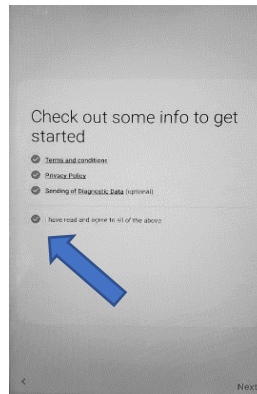 Check out some info to get
started
Terms and conditions
Privacy Policy
Sending of Diagnostic Data (optional)
I have read and agree to all of the above
Next